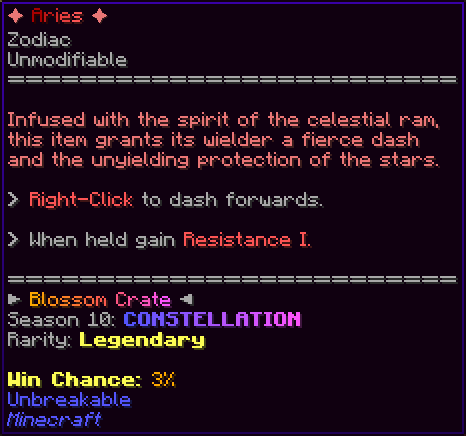 ✦ Aries ✦
Zodiac
Unmodifiable
==============================
Infused with the spirit of the celestial ram,
this item grants its wielder a fierce dash
and the unyielding protection of the stars.
> Right-Click to dash forwards.
> When held gain Resistance I.
==============================
► Blossom Crate ◄
Season 10: CONSTELLATION
Rarity: Legendary
Win Chance: 3%
Unbreakable
Minecraft